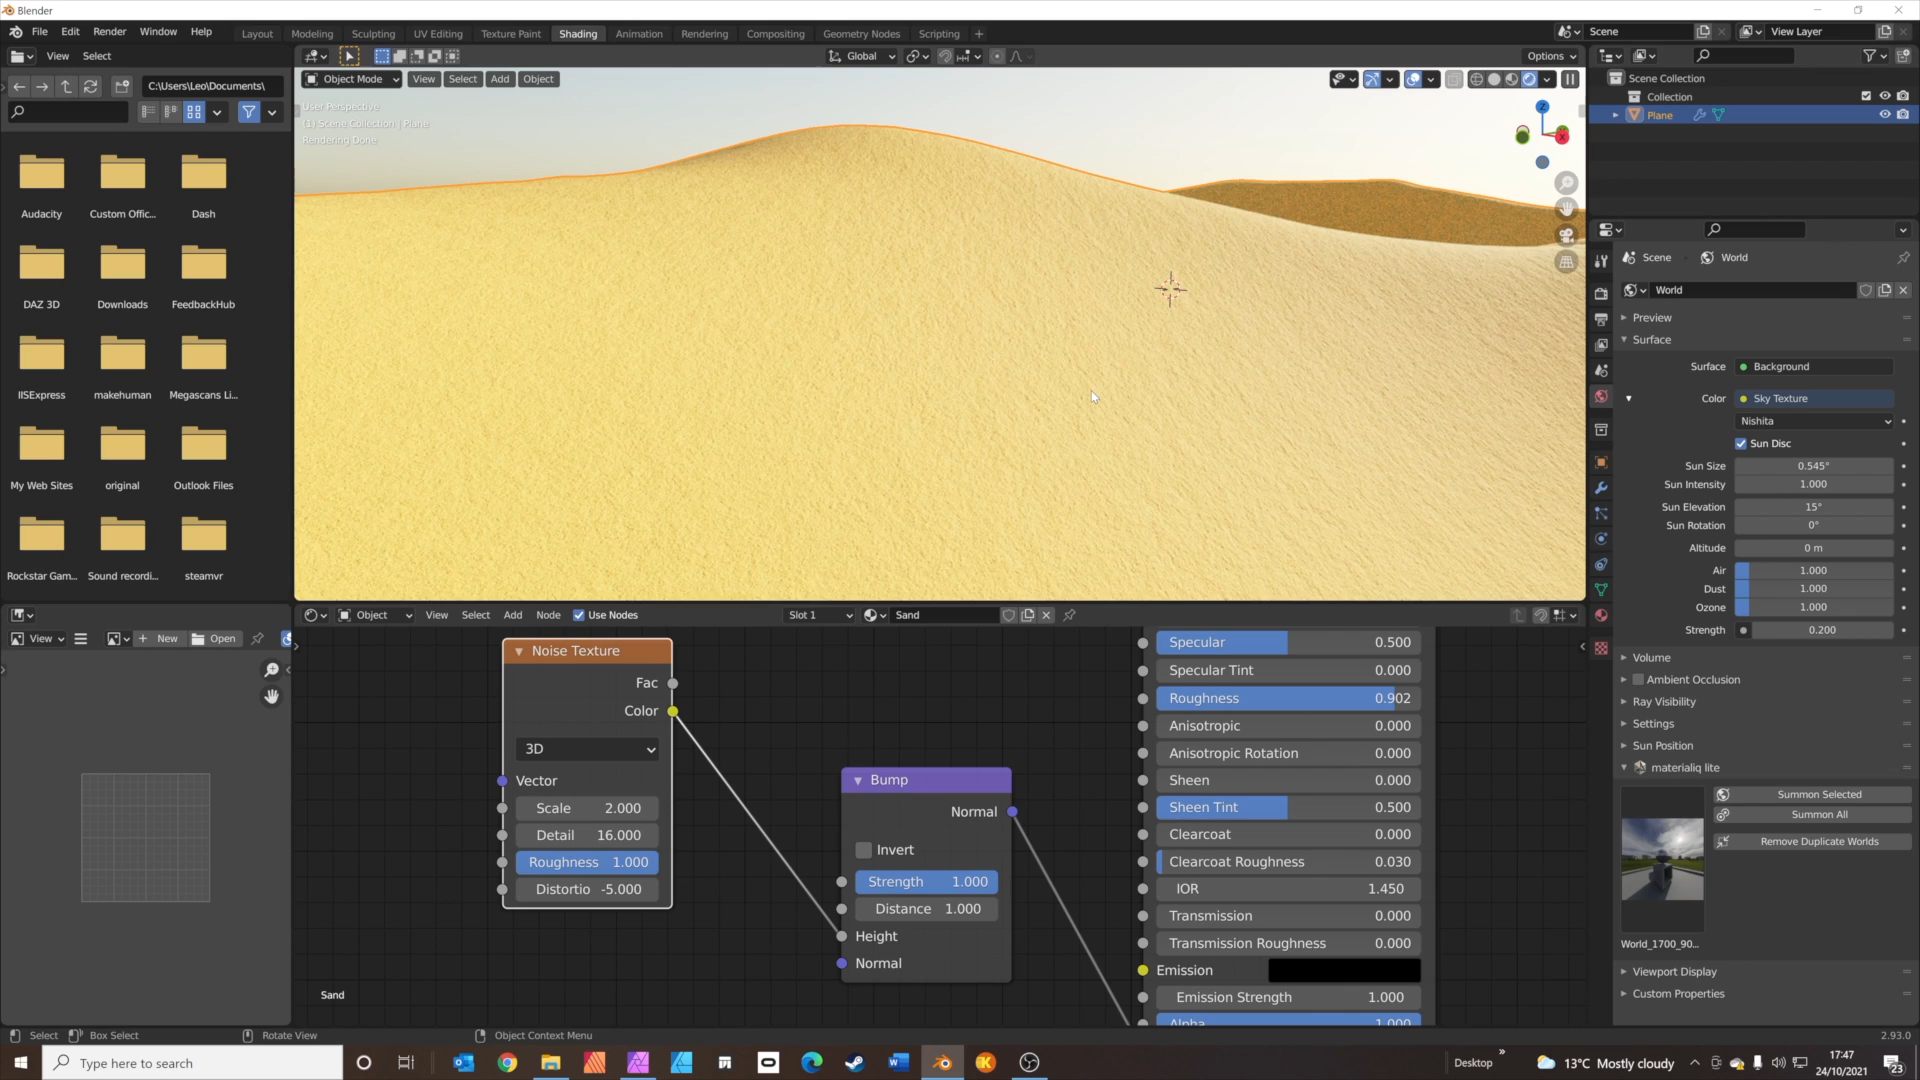 Blender
File Edit Render Window Help
Layout Modeling Sculpting UV Editing Texture Paint Shading Animation Rendering Compositing Geometry Nodes Scripting +
Scene
View Layer
View Select
Global
Options
C:\Users\Leo\Documents\
Object Mode View Select Add Object
User Perspective
(1) Scene Collection | Plane
Rendering Done
Z
X
Scene Collection
Collection
Plane
Audacity Custom Offic... Dash
DAZ 3D Downloads FeedbackHub
IISExpress makehuman Megascans Li...
My Web Sites original Outlook Files
Rockstar Gam... Sound recordi... steamvr
Scene World
World
Preview
Surface
Surface Background
Color Sky Texture
Nishita
Sun Disc
Sun Size 0.545°
Sun Intensity 1.000
Sun Elevation 15°
Sun Rotation 0°
Altitude 0 m
Air 1.000
Dust 1.000
Ozone 1.000
Strength 0.200
Volume
Ambient Occlusion
Ray Visibility
Settings
Sun Position
materialiq lite
Summon Selected
Summon All
Remove Duplicate Worlds
World_1700_90...
Viewport Display
Custom Properties
View + New Open
Object View Select Add Node Use Nodes Slot 1 Sand
Noise Texture
Fac
Color
3D
Vector
Scale 2.000
Detail 16.000
Roughness 1.000
Distortio -5.000
Bump
Normal
Invert
Strength 1.000
Distance 1.000
Height
Normal
Specular 0.500
Specular Tint 0.000
Roughness 0.902
Anisotropic 0.000
Anisotropic Rotation 0.000
Sheen 0.000
Sheen Tint 0.500
Clearcoat 0.000
Clearcoat Roughness 0.030
IOR 1.450
Transmission 0.000
Transmission Roughness 0.000
Emission
Emission Strength 1.000
Alpha 1.000
Sand
Select Box Select Rotate View Object Context Menu
2.93.0
Type here to search
Desktop »
13°C Mostly cloudy
17:47
24/10/2021
23